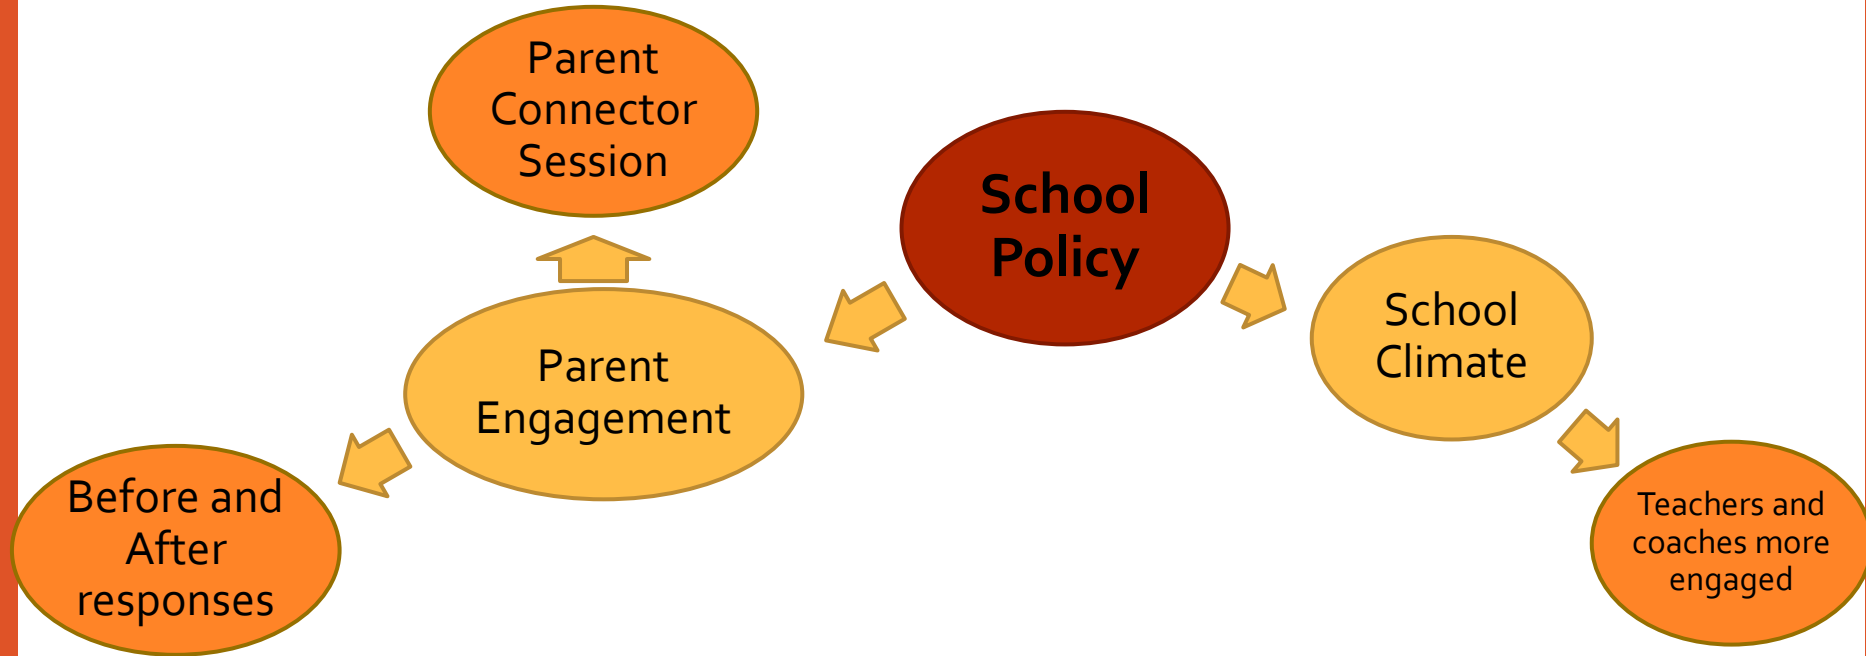 Parent
Connector
Session
School
Policy
School
Climate
Parent
Engagement
Before and
After
responses
Teachers and
coaches more
engaged